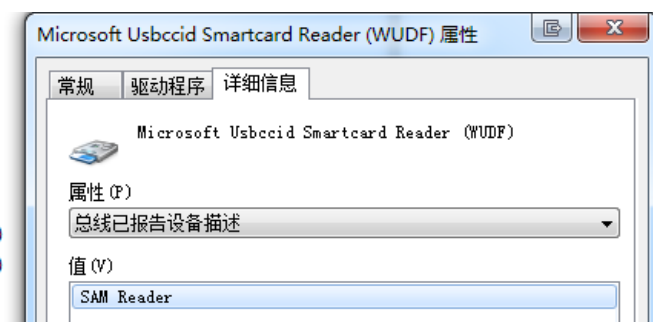 Microsoft Usbccid Smartcard Reader (WUDF) 属性
常规 驱动程序 详细信息
Microsoft Usbccid Smartcard Reader (WUDF)
属性(P)
总线已报告设备描述
值(V)
SAM Reader